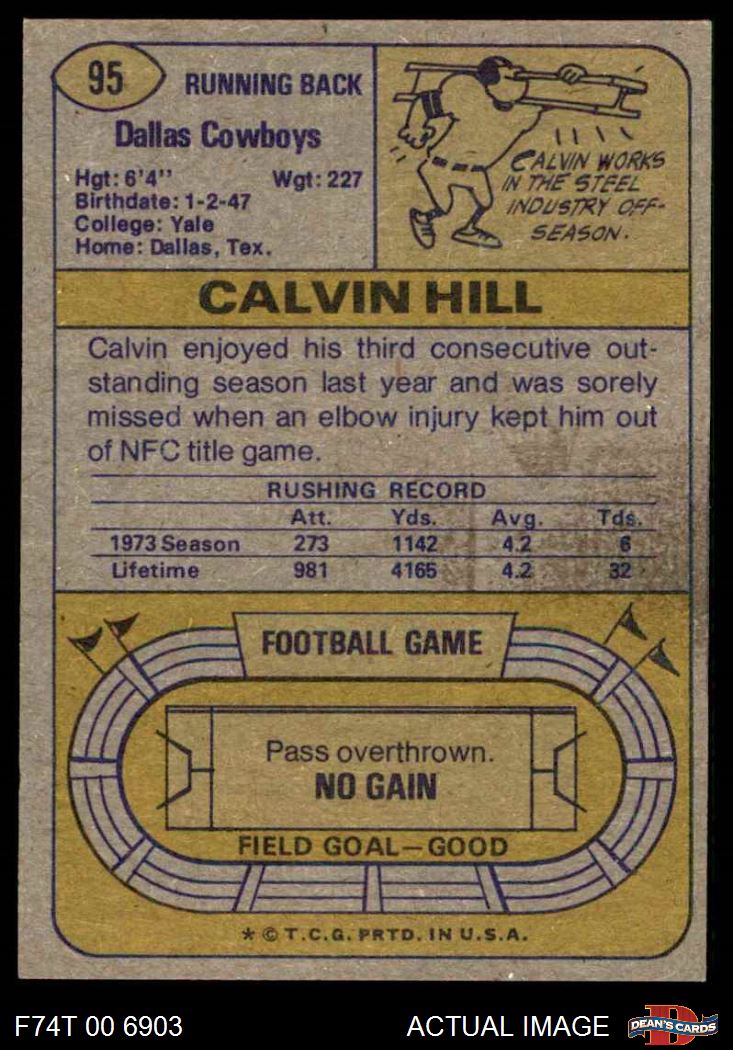 95
RUNNING BACK
Dallas Cowboys
Hgt: 6'4" Wgt: 227
Birthdate: 1-2-47
College: Yale
Home: Dallas, Tex.
CALVIN WORKS
IN THE STEEL
INDUSTRY OFF-
SEASON.
CALVIN HILL
Calvin enjoyed his third consecutive out-
standing season last year and was sorely
missed when an elbow injury kept him out
of NFC title game.
RUSHING RECORD
Att. Yds. Avg. Tds.
1973 Season 273 1142 4.2 6
Lifetime 981 4165 4.2 32
FOOTBALL GAME
Pass overthrown.
NO GAIN
FIELD GOAL—GOOD
* © T.C.G. PRTD. IN U.S.A.
F74T 00 6903 ACTUAL IMAGE
D
DEAN'S CARDS